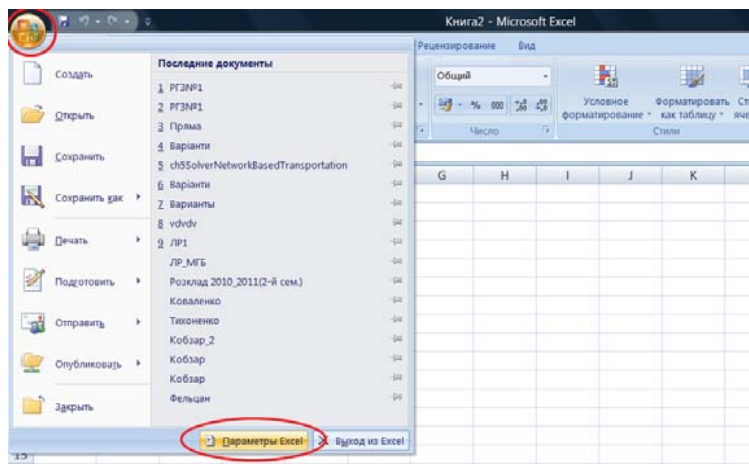 Книга2 - Microsoft Excel
Рецензирование Вид
Общий
% 000
Условное форматирование
Форматировать как таблицу
Число
Стили
G H I J K
15
Создать
Открыть
Сохранить
Сохранить как
Печать
Подготовить
Отправить
Опубликовать
Закрыть
Последние документы
1 РГЗ№1
2 РГЗ№1
3 Пряма
4 Варіанти
5 ch5SolverNetworkBasedTransportation
6 Варіанти
7 Варианты
8 vdvdv
9 ЛР1
ЛР_МГБ
Розклад 2010_2011(2-й сем.)
Коваленко
Тихоненко
Кобзар_2
Кобзар
Кобзар
Фельцан
Параметры Excel
Выход из Excel